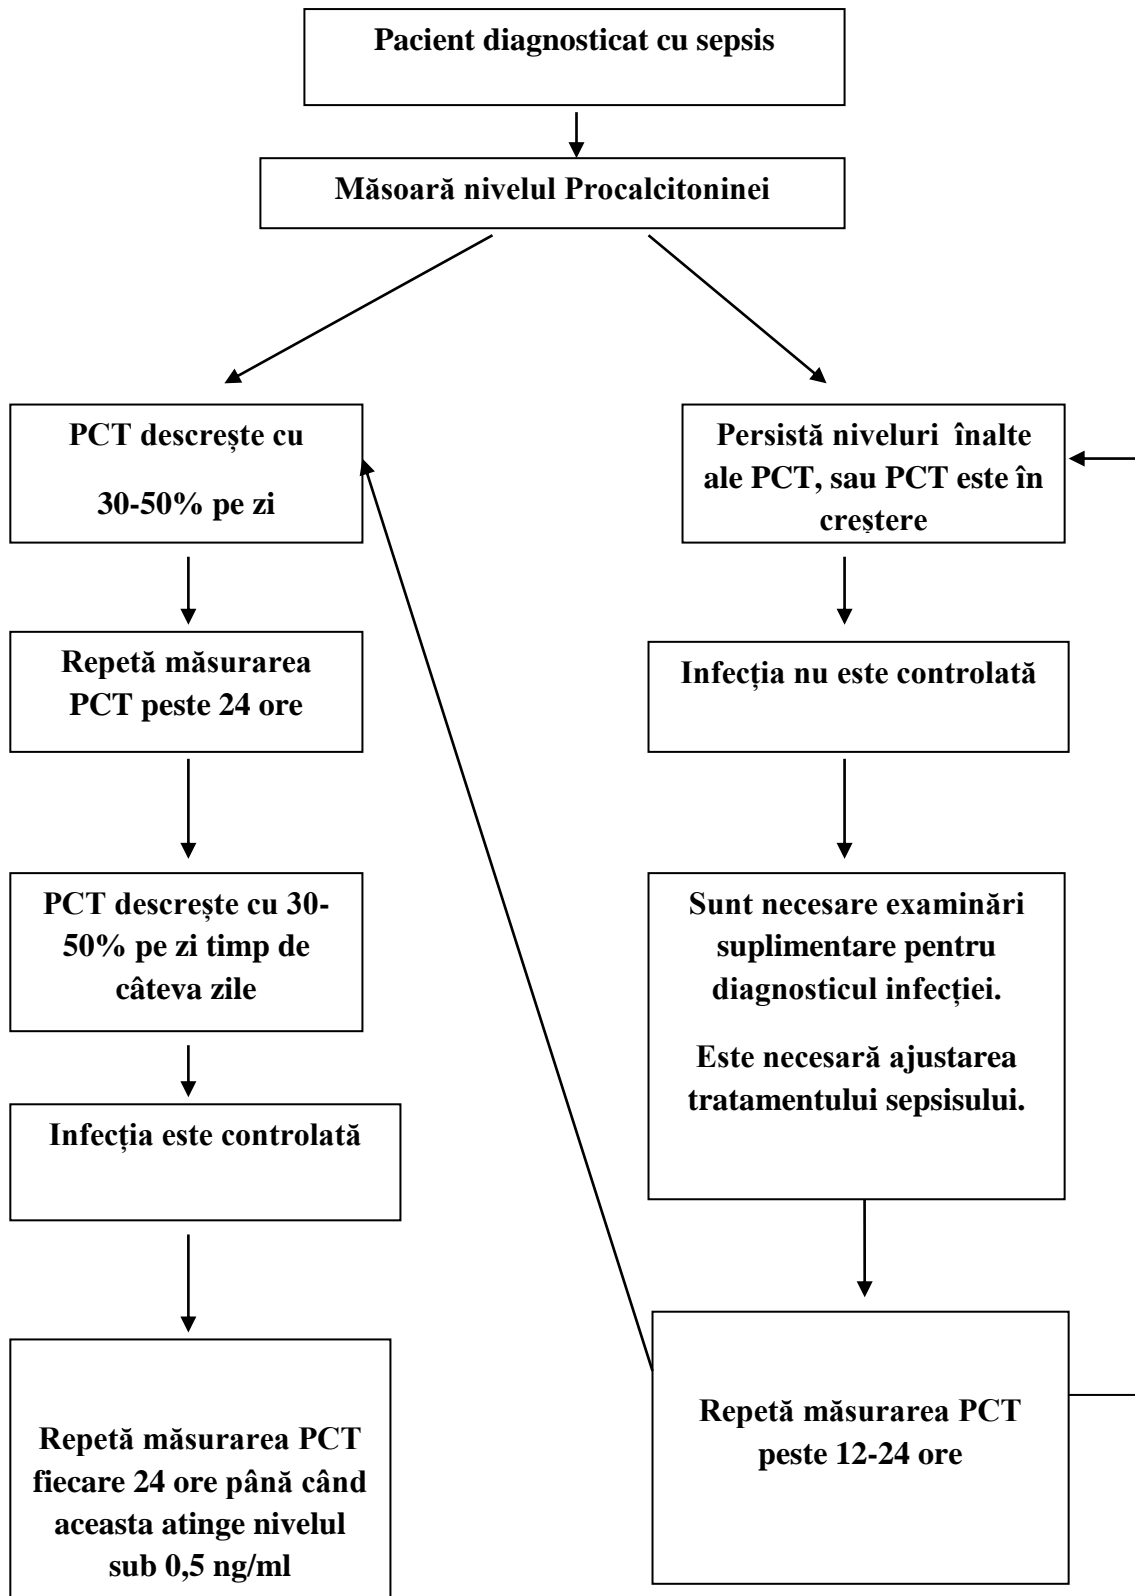 Pacient diagnosticat cu sepsis
Măsoară nivelul Procalcitoninei
PCT descrește cu
30-50% pe zi
Persistă niveluri înalte
ale PCT, sau PCT este în
creștere
Repetă măsurarea
PCT peste 24 ore
Infecția nu este controlată
PCT descrește cu 30-
50% pe zi timp de
câteva zile
Sunt necesare examinări
suplimentare pentru
diagnosticul infecției.
Este necesară ajustarea
tratamentului sepsisului.
Infecția este controlată
Repetă măsurarea PCT
fiecare 24 ore până când
aceasta atinge nivelul
sub 0,5 ng/ml
Repetă măsurarea PCT
peste 12-24 ore